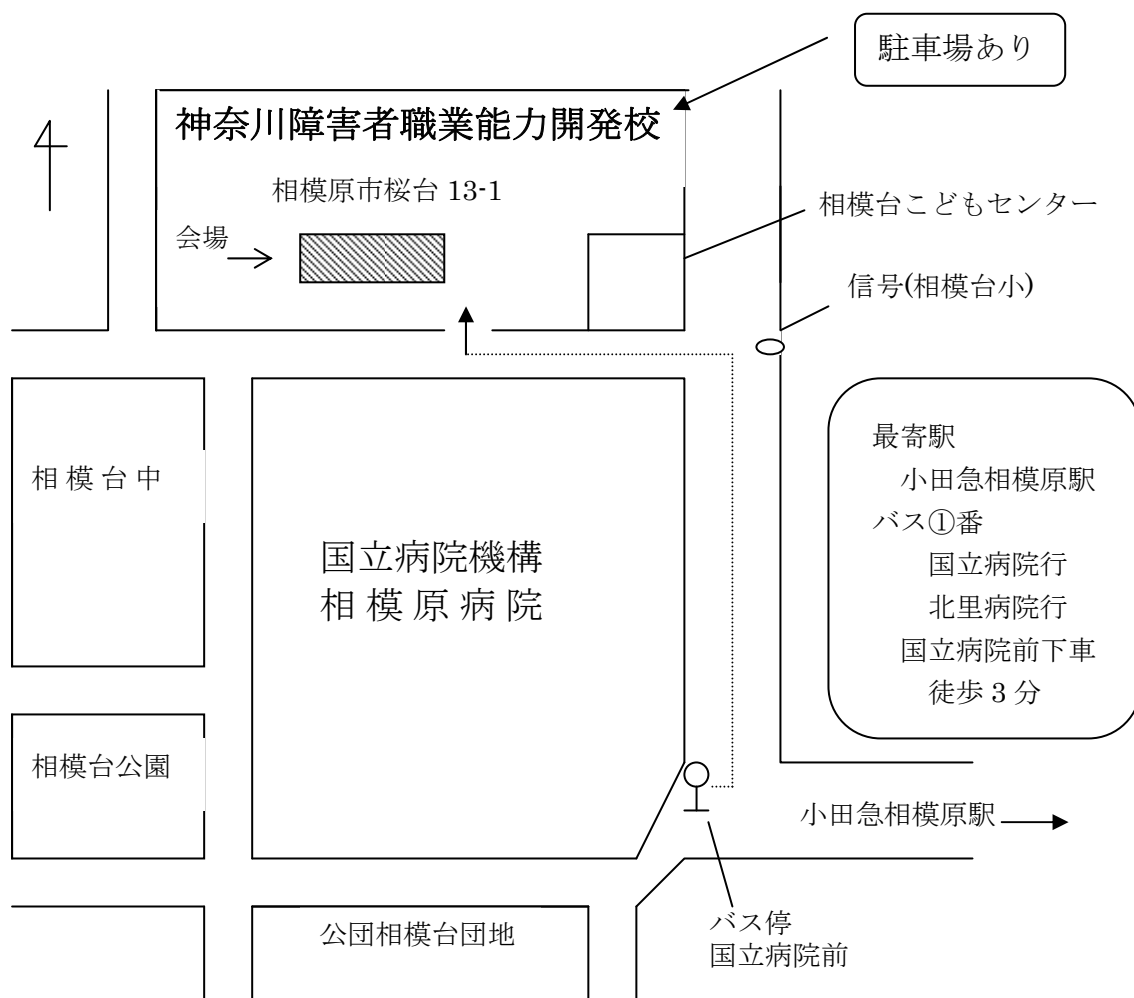 駐車場あり
神奈川障害者職業能力開発校
相模原市桜台 13-1
会場
相模台こどもセンター
信号(相模台小)
最寄駅
小田急相模原駅
バス①番
国立病院行
北里病院行
国立病院前下車
徒歩 3 分
相 模 台 中
国立病院機構
相 模 原 病 院
相模台公園
小田急相模原駅
公団相模台団地
バス停
国立病院前